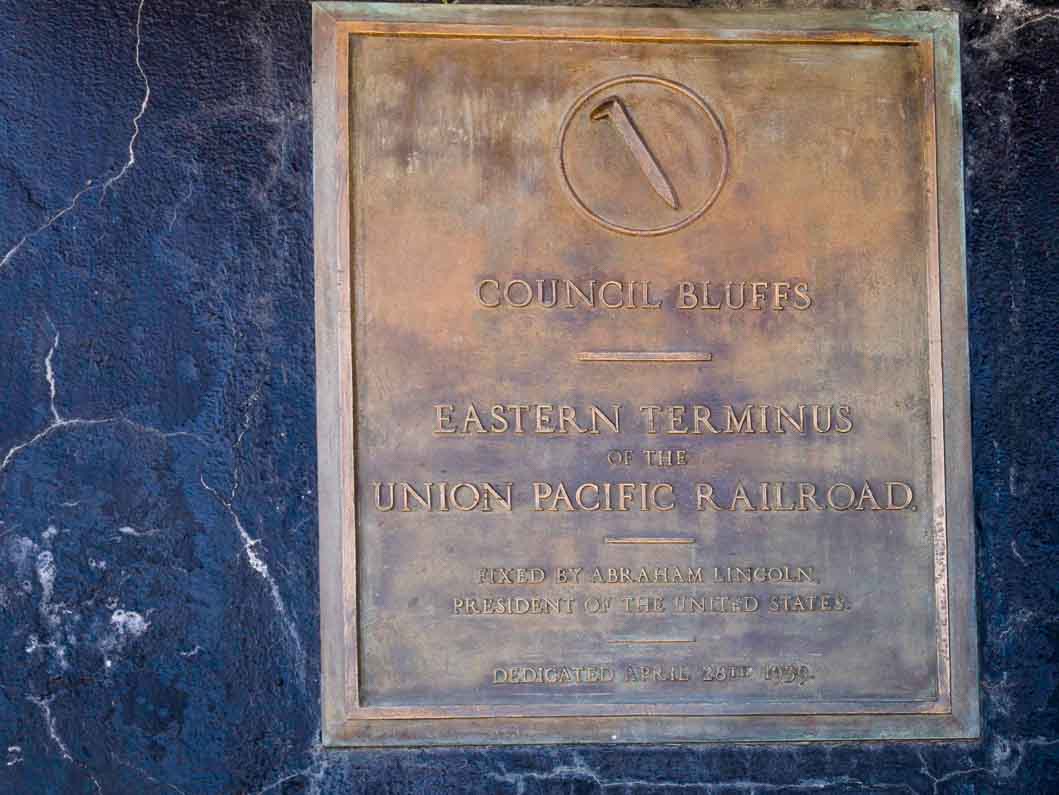 COUNCIL BLUFFS
EASTERN TERMINUS
OF THE
UNION PACIFIC RAILROAD.
FIXED BY ABRAHAM LINCOLN,
PRESIDENT OF THE UNITED STATES.
DEDICATED APRIL 28TH 1939.